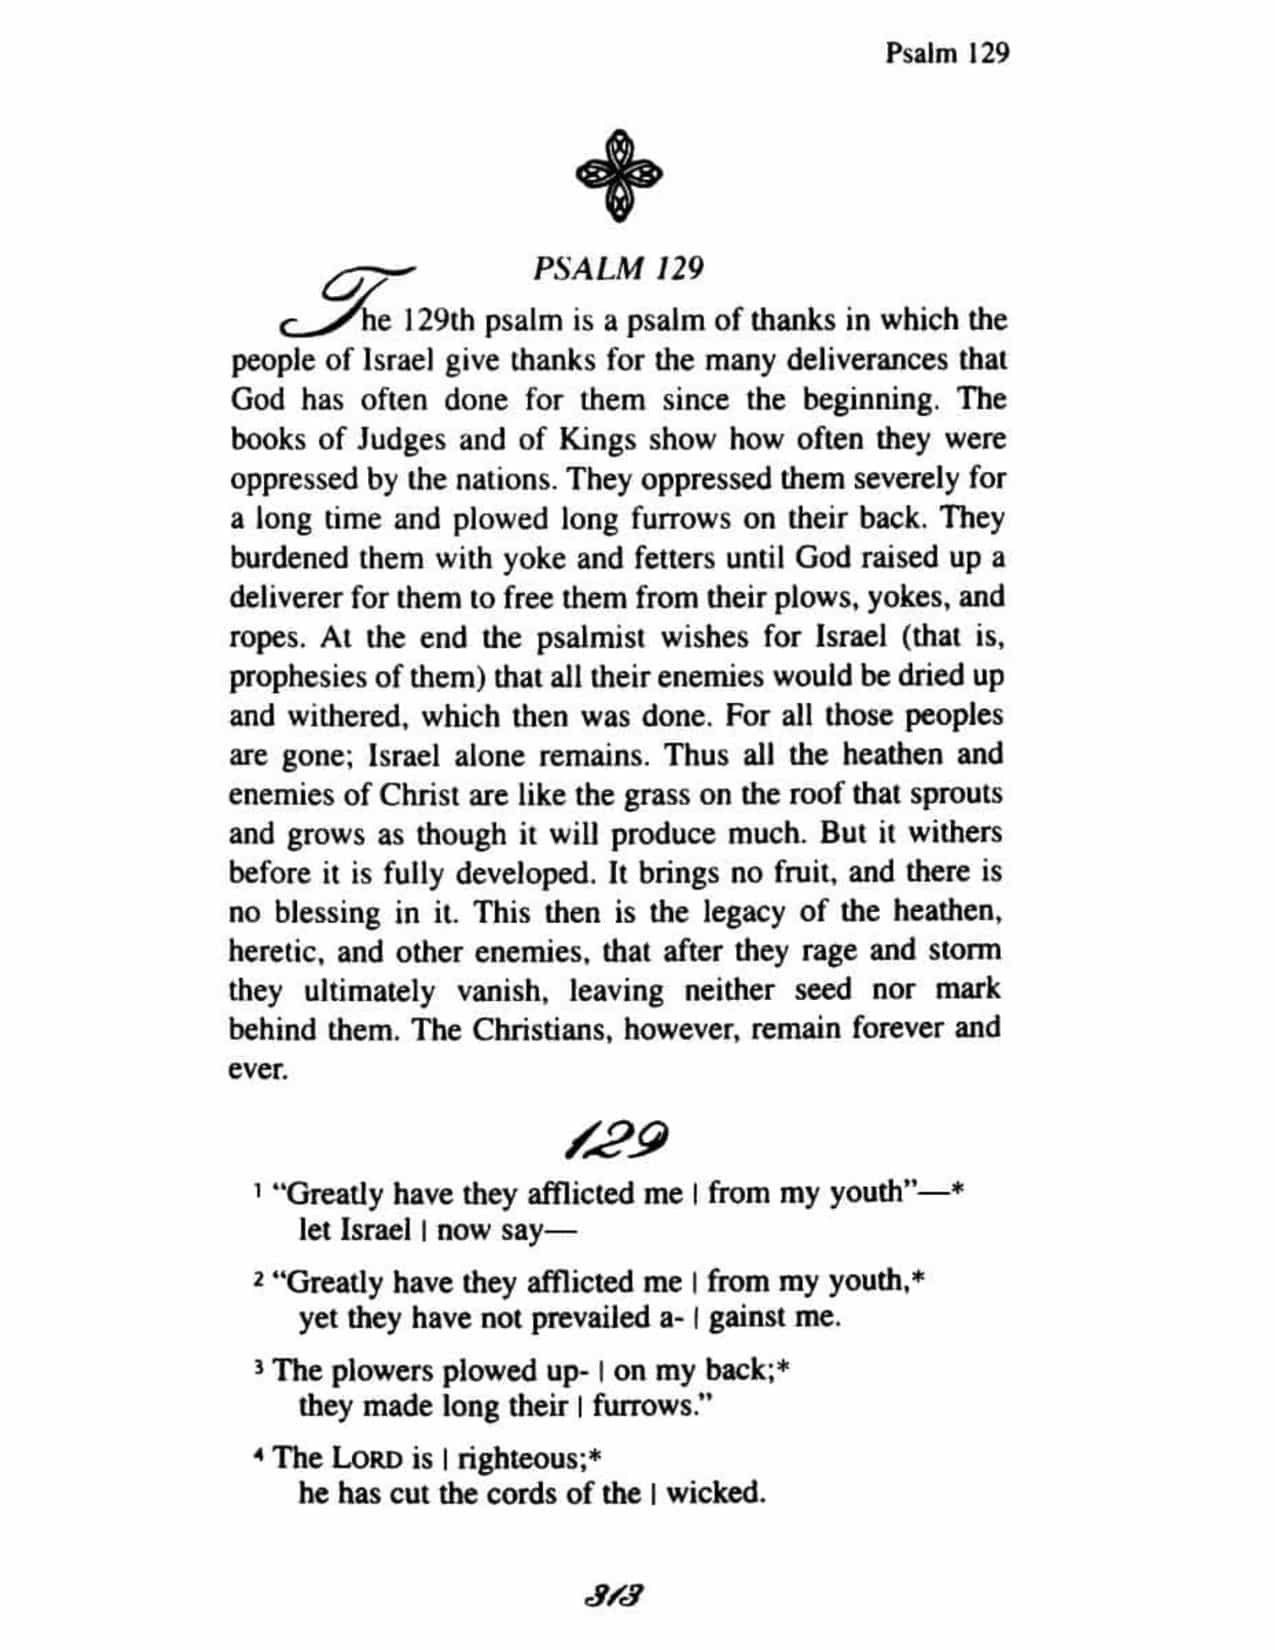 Psalm 129
PSALM 129
The 129th psalm is a psalm of thanks in which the
people of Israel give thanks for the many deliverances that
God has often done for them since the beginning. The
books of Judges and of Kings show how often they were
oppressed by the nations. They oppressed them severely for
a long time and plowed long furrows on their back. They
burdened them with yoke and fetters until God raised up a
deliverer for them to free them from their plows, yokes, and
ropes. At the end the psalmist wishes for Israel (that is,
prophesies of them) that all their enemies would be dried up
and withered, which then was done. For all those peoples
are gone; Israel alone remains. Thus all the heathen and
enemies of Christ are like the grass on the roof that sprouts
and grows as though it will produce much. But it withers
before it is fully developed. It brings no fruit, and there is
no blessing in it. This then is the legacy of the heathen,
heretic, and other enemies, that after they rage and storm
they ultimately vanish, leaving neither seed nor mark
behind them. The Christians, however, remain forever and
ever.
129
1 “Greatly have they afflicted me | from my youth”—*
let Israel | now say—
2 “Greatly have they afflicted me | from my youth,*
yet they have not prevailed a- | gainst me.
3 The plowers plowed up- | on my back;*
they made long their | furrows.”
4 The LORD is | righteous;*
he has cut the cords of the | wicked.
313